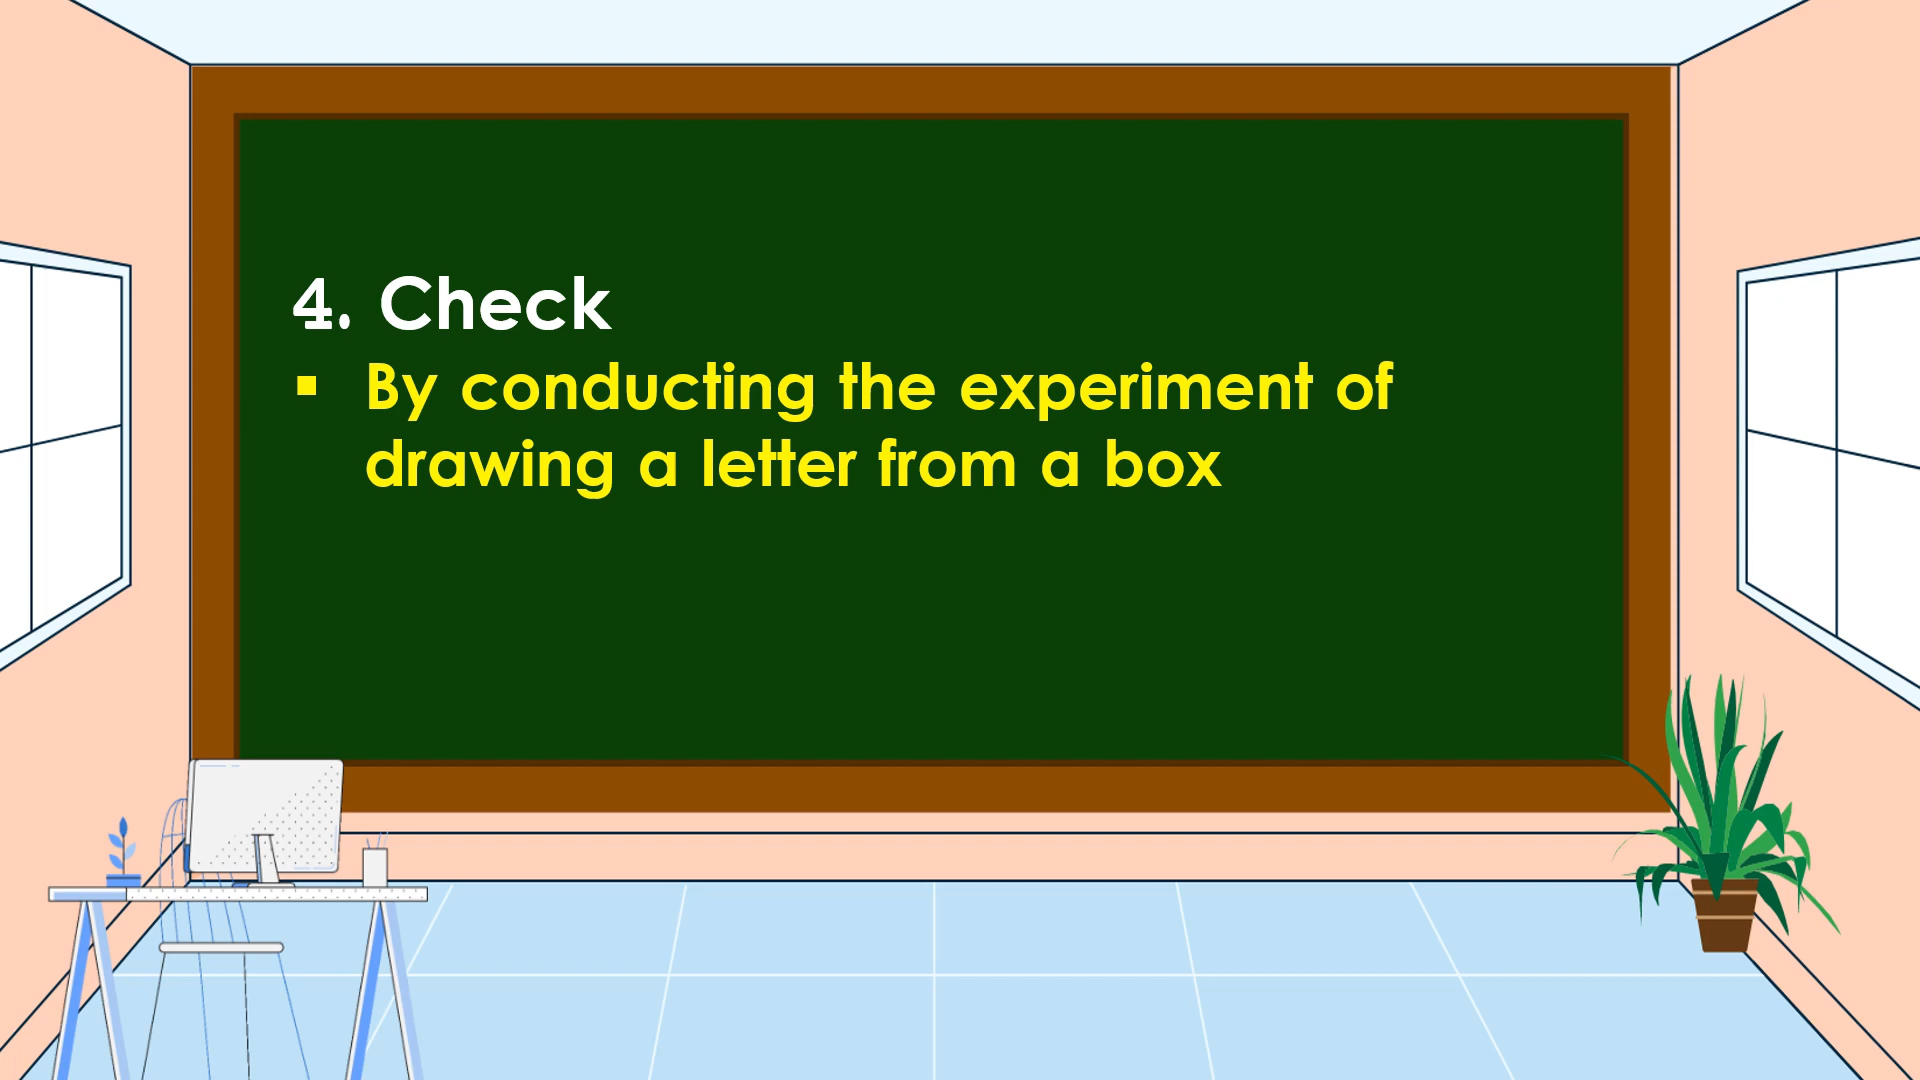 4. Check
▪ By conducting the experiment of
drawing a letter from a box